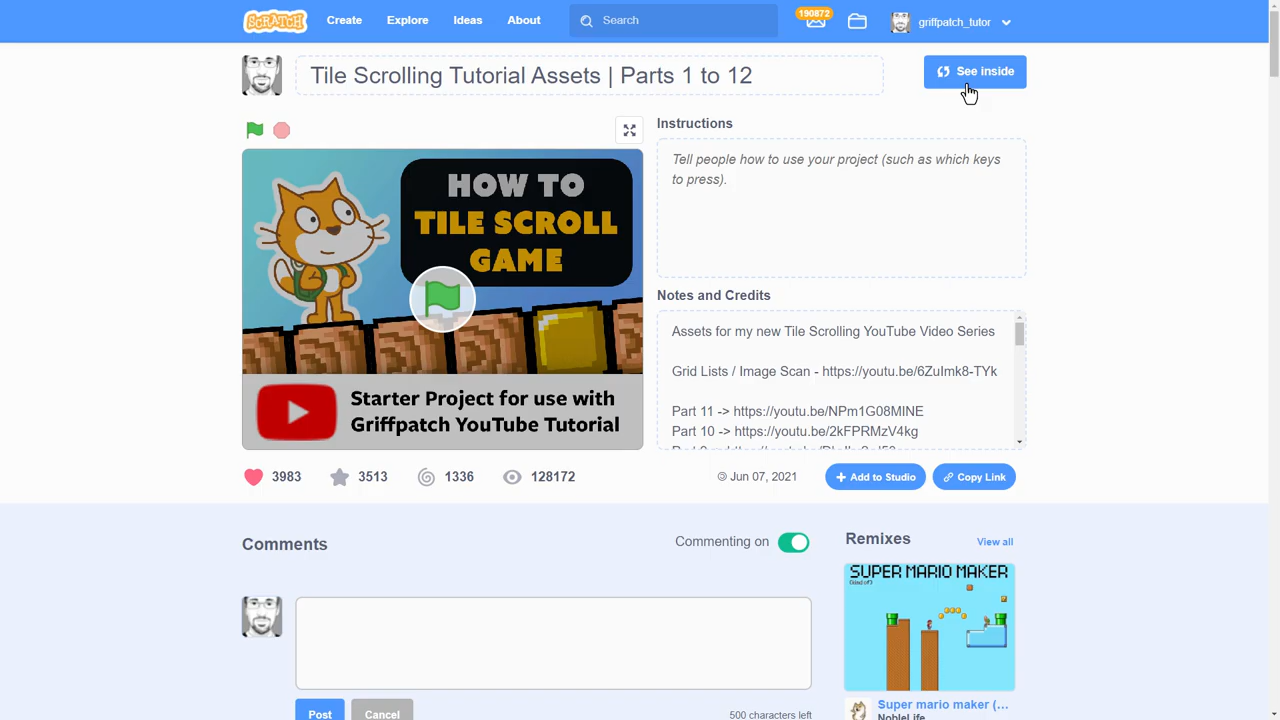 SCRATCH Create Explore Ideas About Search 190872 griffpatch_tutor
Tile Scrolling Tutorial Assets | Parts 1 to 12
See inside
Instructions
Tell people how to use your project (such as which keys
to press).
HOW TO
TILE SCROLL
GAME
Starter Project for use with
Griffpatch YouTube Tutorial
Notes and Credits
Assets for my new Tile Scrolling YouTube Video Series
Grid Lists / Image Scan - https://youtu.be/6ZuImk8-TYk
Part 11 -> https://youtu.be/NPm1G08MINE
Part 10 -> https://youtu.be/2kFPRMzV4kg
3983 3513 1336 128172
© Jun 07, 2021
Add to Studio
Copy Link
Comments
Commenting on
Post
Cancel
500 characters left
Remixes
View all
SUPER MARIO MAKER
(kind of)
Super mario maker (...
NobleLife